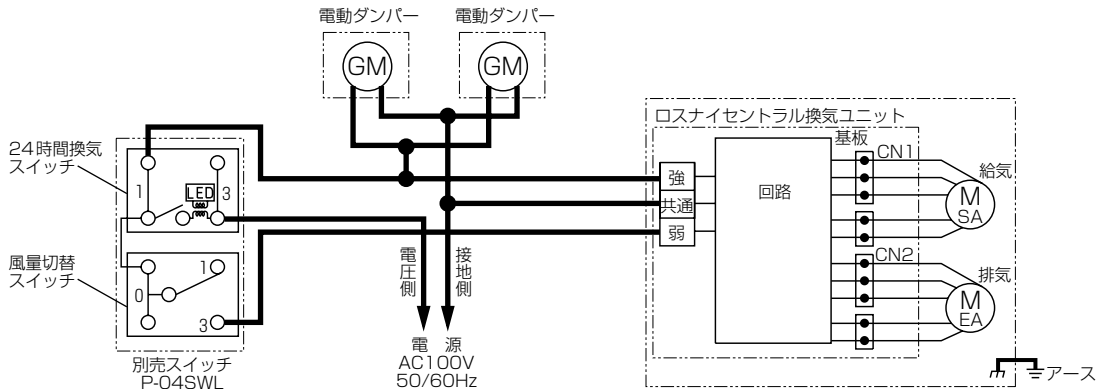 電動ダンパー
電動ダンパー
GM
GM
ロスナイセントラル換気ユニット
基板
24時間換気
スイッチ
1
LED
3
強
共通
弱
回路
CN1
給気
M
SA
CN2
排気
M
EA
風量切替
スイッチ
1
0
3
電圧側
接地側
別売スイッチ
P-04SWL
電 源
AC100V
50/60Hz
アース